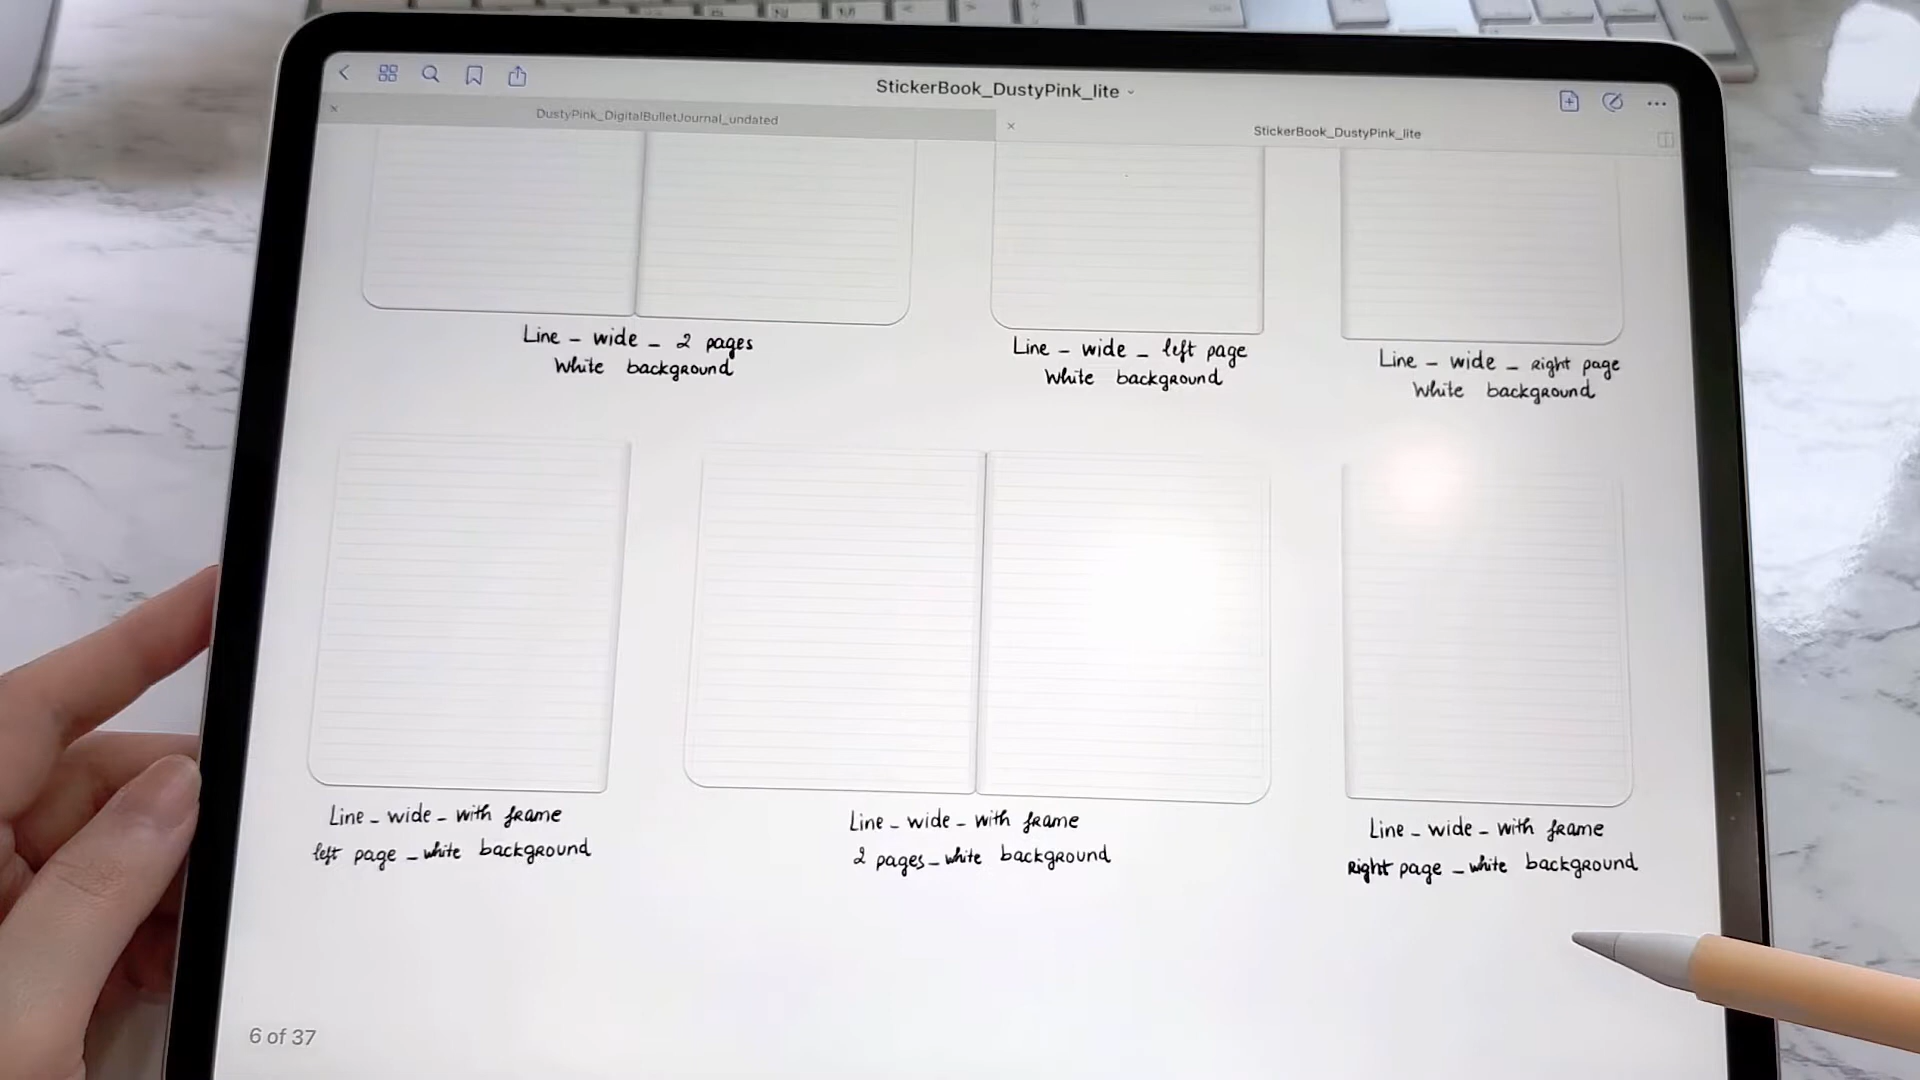 StickerBook_DustyPink_lite
DustyPink_DigitalBulletJournal_undated
StickerBook_DustyPink_lite
Line - wide - 2 pages
White background
Line - wide - left page
White background
Line - wide - Right page
White background
Line - wide - with frame
left page - white background
Line - wide - with frame
2 pages - white background
Line - wide - with frame
Right page - white background
6 of 37